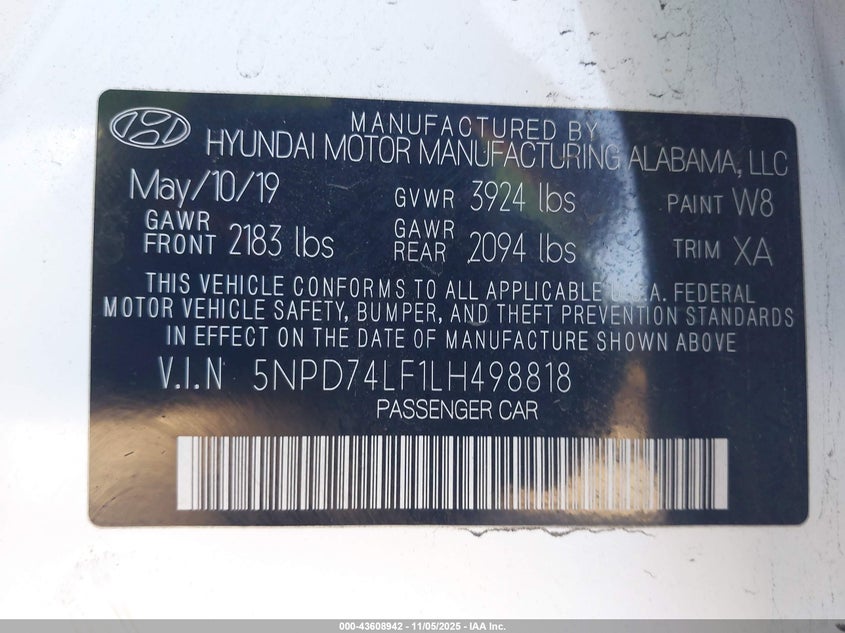 MANUFACTURED BY
HYUNDAI MOTOR MANUFACTURING ALABAMA, LLC
May/10/19 GVWR 3924 lbs PAINT W8
GAWR FRONT 2183 lbs GAWR REAR 2094 lbs TRIM XA
THIS VEHICLE CONFORMS TO ALL APPLICABLE U.S.A. FEDERAL
MOTOR VEHICLE SAFETY, BUMPER, AND THEFT PREVENTION STANDARDS
IN EFFECT ON THE DATE OF MANUFACTURE SHOWN ABOVE
V.I.N 5NPD74LF1LH498818
PASSENGER CAR
000-43608942 - 11/05/2025 - IAA Inc.